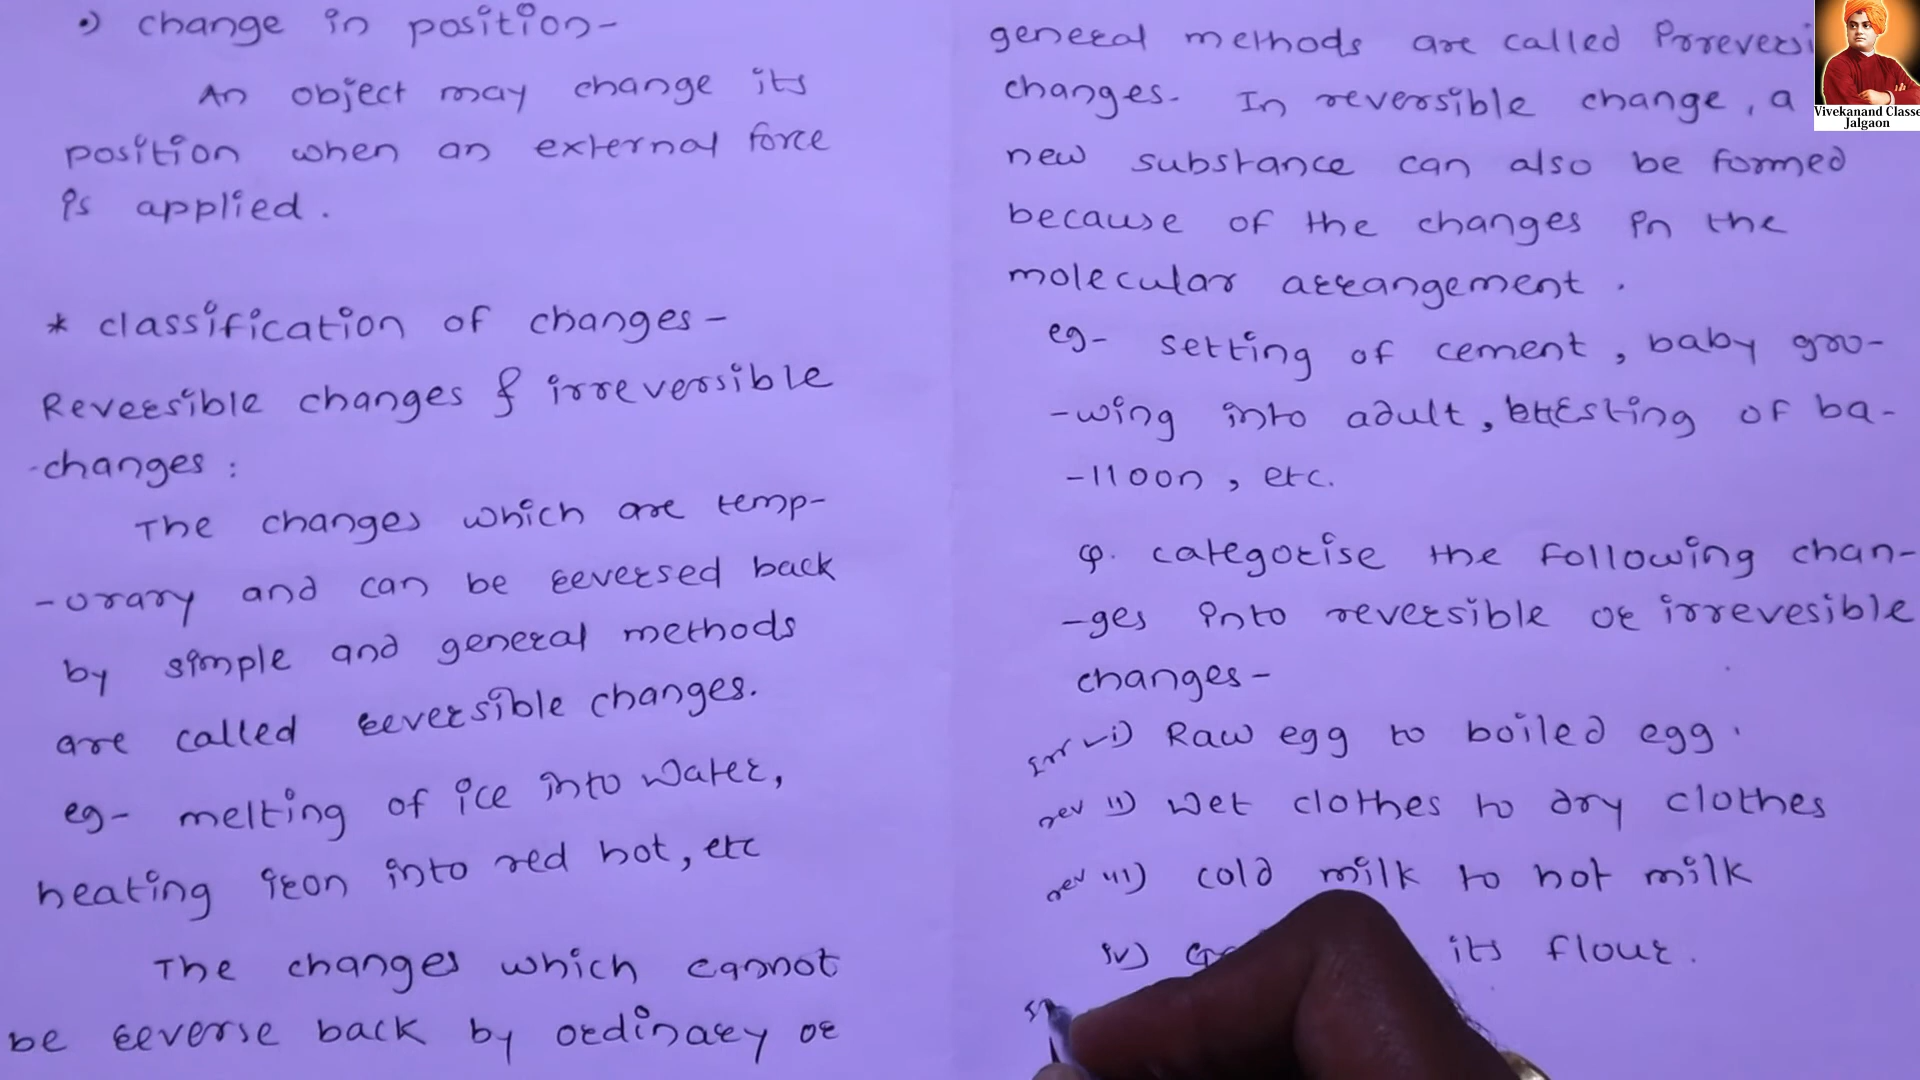 •) change in position-
An object may change its
position when an external force
is applied.
* classification of changes-
Reversible changes & irreversible
-changes:
The changes which are temp-
-orary and can be reversed back
by simple and general methods
are called reversible changes.
eg- melting of ice into water,
heating iron into red hot, etc
The changes which cannot
be reverse back by ordinary or
general methods are called
changes. In reversible change, a
new substance can also be formed
because of the changes in the
molecular arrangement.
eg- setting of cement, baby gro-
-wing into adult, of ba-
-lloon, etc.
Q. categorise the following chan-
-ges into reversible or irrevesible
changes-
Irr i) Raw egg to boiled egg.
rev ii) Wet clothes to dry clothes
rev iii) cold milk to hot milk
iv) its flour.
Vivekanand Classe
Jalgaon